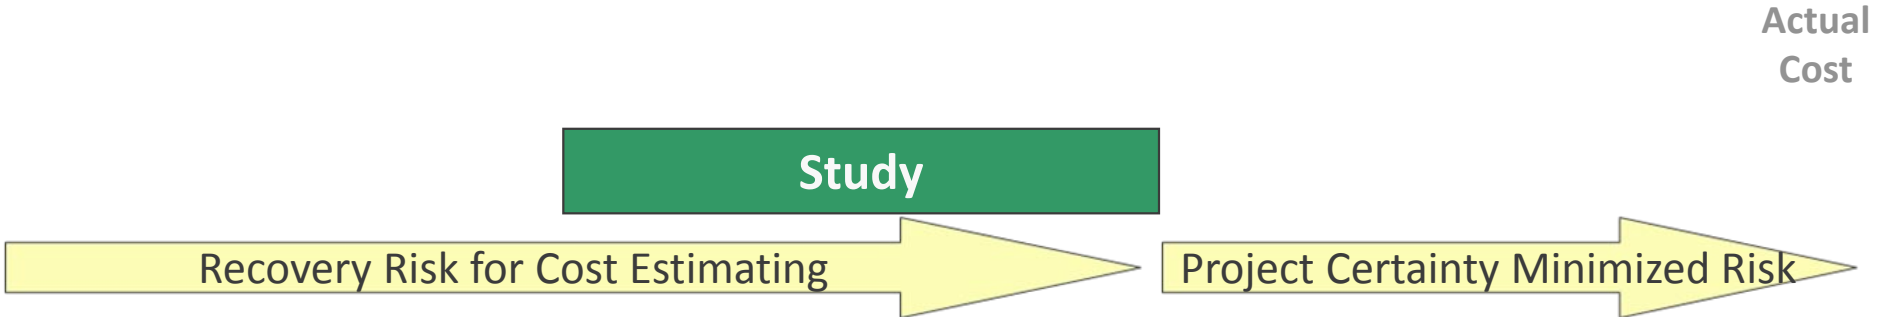 Actual
Cost
Study
Recovery Risk for Cost Estimating
Project Certainty Minimized Risk